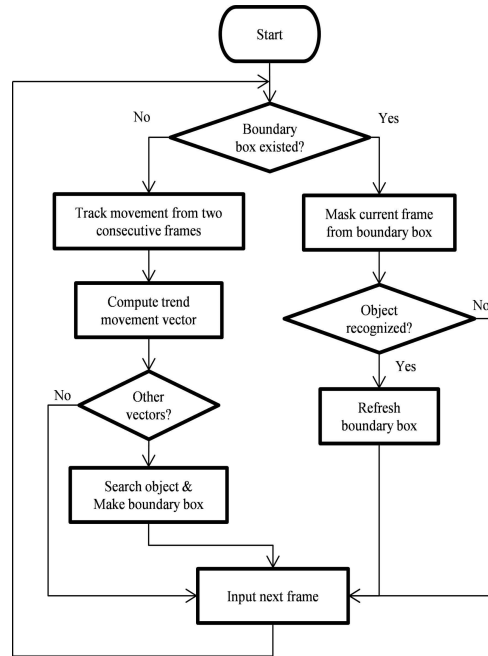 Start
No
Yes
Boundary
box existed?
Track movement from two
consecutive frames
Mask current frame
from boundary box
Compute trend
movement vector
Object
recognized?
No
Yes
No
Other
vectors?
Refresh
boundary box
Search object &
Make boundary box
Input next frame